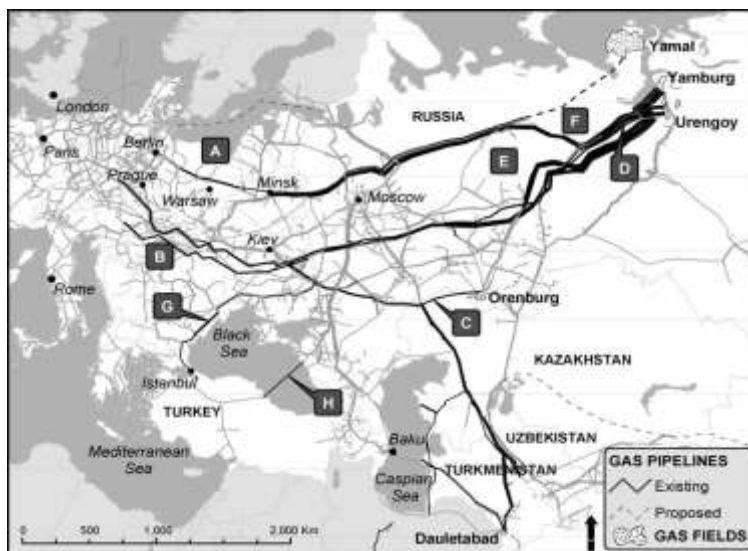 Yamal
Yamburg
London
RUSSIA
F
Urengoy
Paris
Berlin
A
E
D
Prague
Minsk
Warsaw
Moscow
Kiev
B
Rome
Orenburg
G
C
Black
Sea
KAZAKHSTAN
Istanbul
H
TURKEY
UZBEKISTAN
Baku
Mediterranean
Sea
TURKMENISTAN
Caspian
Sea
GAS PIPELINES
Existing
Proposed
GAS FIELDS
0 500 1,000 2,000 Km
Dauletabad